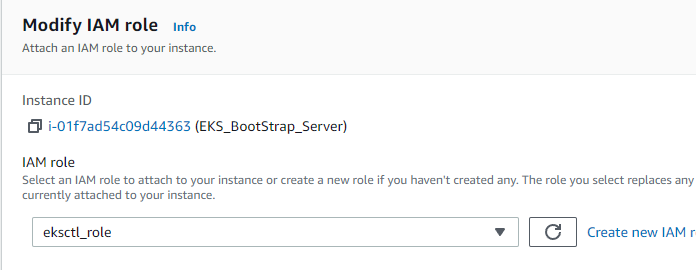 Modify IAM role Info
Attach an IAM role to your instance.
Instance ID
i-01f7ad54c09d44363 (EKS_BootStrap_Server)
IAM role
Select an IAM role to attach to your instance or create a new role if you haven't created any. The role you select replaces any
currently attached to your instance.
eksctl_role
Create new IAM r